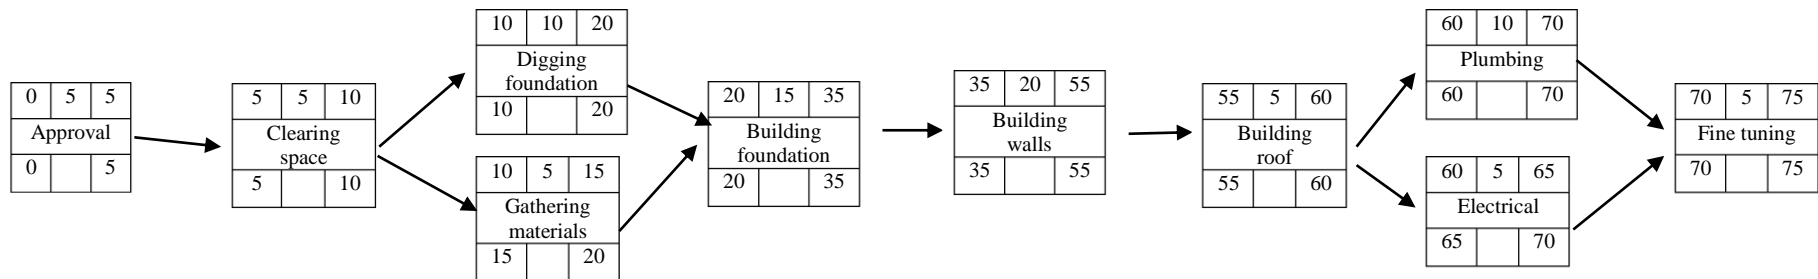 0 5 5
Approval
0 5
5 5 10
Clearing
space
5 10
10 10 20
Digging
foundation
10 20
10 5 15
Gathering
materials
15 20
20 15 35
Building
foundation
20 35
35 20 55
Building
walls
35 55
55 5 60
Building
roof
55 60
60 10 70
Plumbing
60 70
60 5 65
Electrical
65 70
70 5 75
Fine tuning
70 75